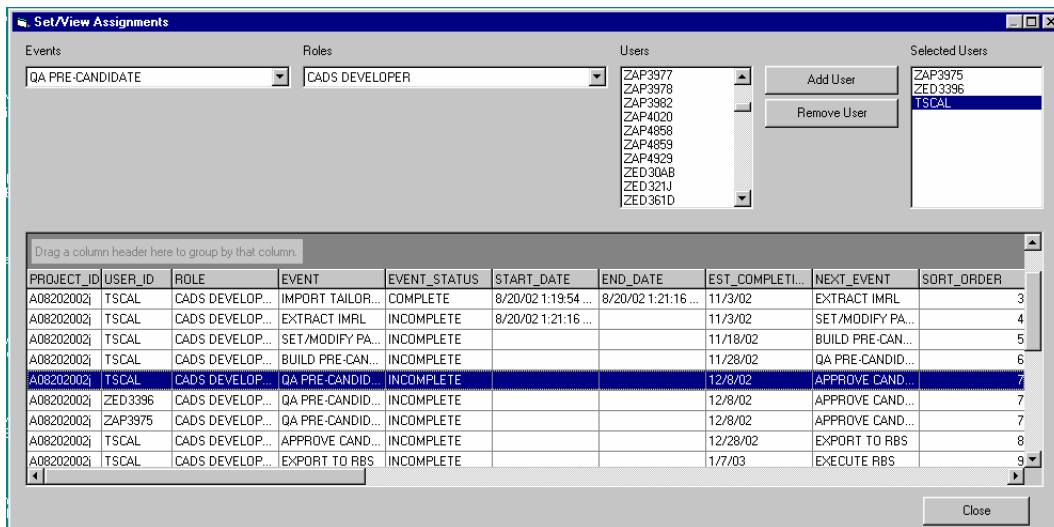 Set/View Assignments
Events Roles Users Selected Users
QA PRE-CANDIDATE CADS DEVELOPER
ZAP3977
ZAP3978
ZAP3982
ZAP4020
ZAP4858
ZAP4859
ZAP4929
ZED30AB
ZED321J
ZED361D
Add User
Remove User
ZAP3975
ZED3396
TSCAL
Drag a column header here to group by that column.
PROJECT_ID USER_ID ROLE EVENT EVENT_STATUS START_DATE END_DATE EST_COMPLETI... NEXT_EVENT SORT_ORDER
A08202002j TSCAL CADS DEVELOP... IMPORT TAILOR... COMPLETE 8/20/02 1:19:54 ... 8/20/02 1:21:16 ... 11/3/02 EXTRACT IMRL 3
A08202002j TSCAL CADS DEVELOP... EXTRACT IMRL INCOMPLETE 8/20/02 1:21:16 ... 11/3/02 SET/MODIFY PA... 4
A08202002j TSCAL CADS DEVELOP... SET/MODIFY PA... INCOMPLETE 11/18/02 BUILD PRE-CAN... 5
A08202002j TSCAL CADS DEVELOP... BUILD PRE-CAN... INCOMPLETE 11/28/02 QA PRE-CANDID... 6
A08202002j TSCAL CADS DEVELOP... QA PRE-CANDID... INCOMPLETE 12/8/02 APPROVE CAND... 7
A08202002j ZED3396 CADS DEVELOP... QA PRE-CANDID... INCOMPLETE 12/8/02 APPROVE CAND... 7
A08202002j ZAP3975 CADS DEVELOP... QA PRE-CANDID... INCOMPLETE 12/8/02 APPROVE CAND... 7
A08202002j TSCAL CADS DEVELOP... APPROVE CAND... INCOMPLETE 12/28/02 EXPORT TO RBS 8
A08202002j TSCAL CADS DEVELOP... EXPORT TO RBS INCOMPLETE 1/7/03 EXECUTE RBS 9
Close